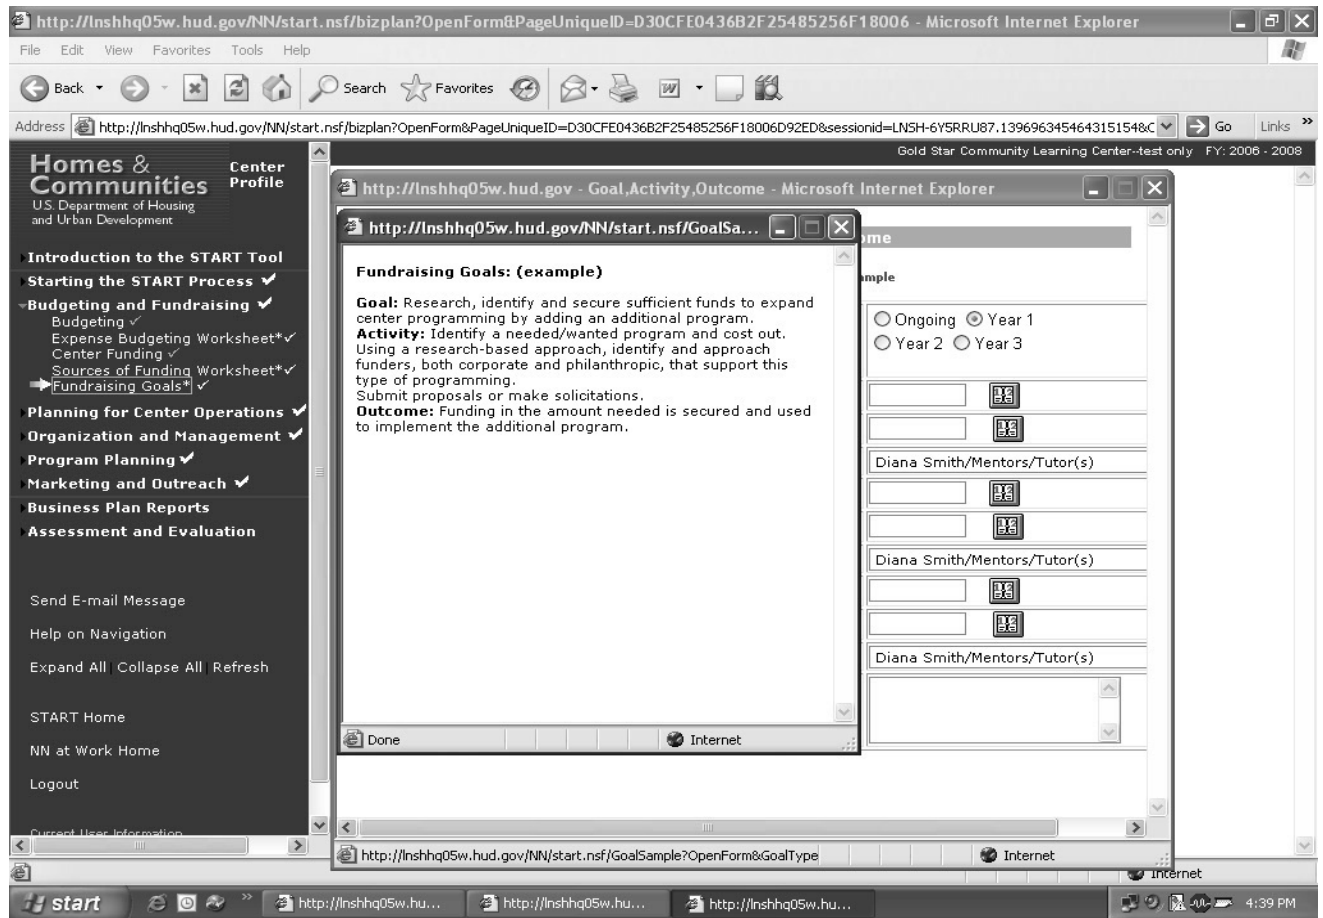 http://lnshhq05w.hud.gov/NN/start.nsf/bizplan?OpenForm&PageUniqueID=D30CFE0436B2F25485256F18006 - Microsoft Internet Explorer
File Edit View Favorites Tools Help
Back Search Favorites
Address http://lnshhq05w.hud.gov/NN/start.nsf/bizplan?OpenForm&PageUniqueID=D30CFE0436B2F25485256F18006D92ED&sessionid=LNSH-6Y5RRU87.1396963454643151548&C Go Links »
Gold Star Community Learning Center--test only FY: 2006 - 2008
Homes &
Communities
U.S. Department of Housing
and Urban Development
Center
Profile
Introduction to the START Tool
Starting the START Process ✔
Budgeting and Fundraising ✔
Budgeting ✓
Expense Budgeting Worksheet*✓
Center Funding ✓
Sources of Funding Worksheet*✓
Fundraising Goals* ✓
Planning for Center Operations ✔
Organization and Management ✔
Program Planning ✔
Marketing and Outreach ✔
Business Plan Reports
Assessment and Evaluation
Send E-mail Message
Help on Navigation
Expand All | Collapse All | Refresh
START Home
NN at Work Home
Logout
Current User Information
http://lnshhq05w.hud.gov - Goal,Activity,Outcome - Microsoft Internet Explorer
ome
ample
Ongoing Year 1
Year 2 Year 3
Diana Smith/Mentors/Tutor(s)
Diana Smith/Mentors/Tutor(s)
Diana Smith/Mentors/Tutor(s)
http://lnshhq05w.hud.gov/NN/start.nsf/GoalSample?OpenForm&GoalType Internet
http://lnshhq05w.hud.gov/NN/start.nsf/GoalSa...
Fundraising Goals: (example)
Goal: Research, identify and secure sufficient funds to expand
center programming by adding an additional program.
Activity: Identify a needed/wanted program and cost out.
Using a research-based approach, identify and approach
funders, both corporate and philanthropic, that support this
type of programming.
Submit proposals or make solicitations.
Outcome: Funding in the amount needed is secured and used
to implement the additional program.
Done Internet
Internet
start » http://lnshhq05w.hu... http://lnshhq05w.hu... http://lnshhq05w.hu... 4:39 PM